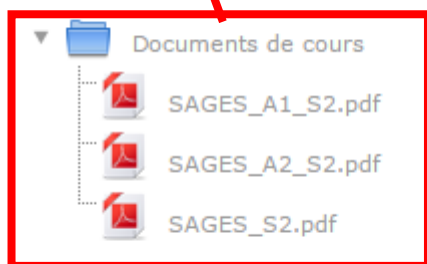 Documents de cours
SAGES_A1_S2.pdf
SAGES_A2_S2.pdf
SAGES_S2.pdf